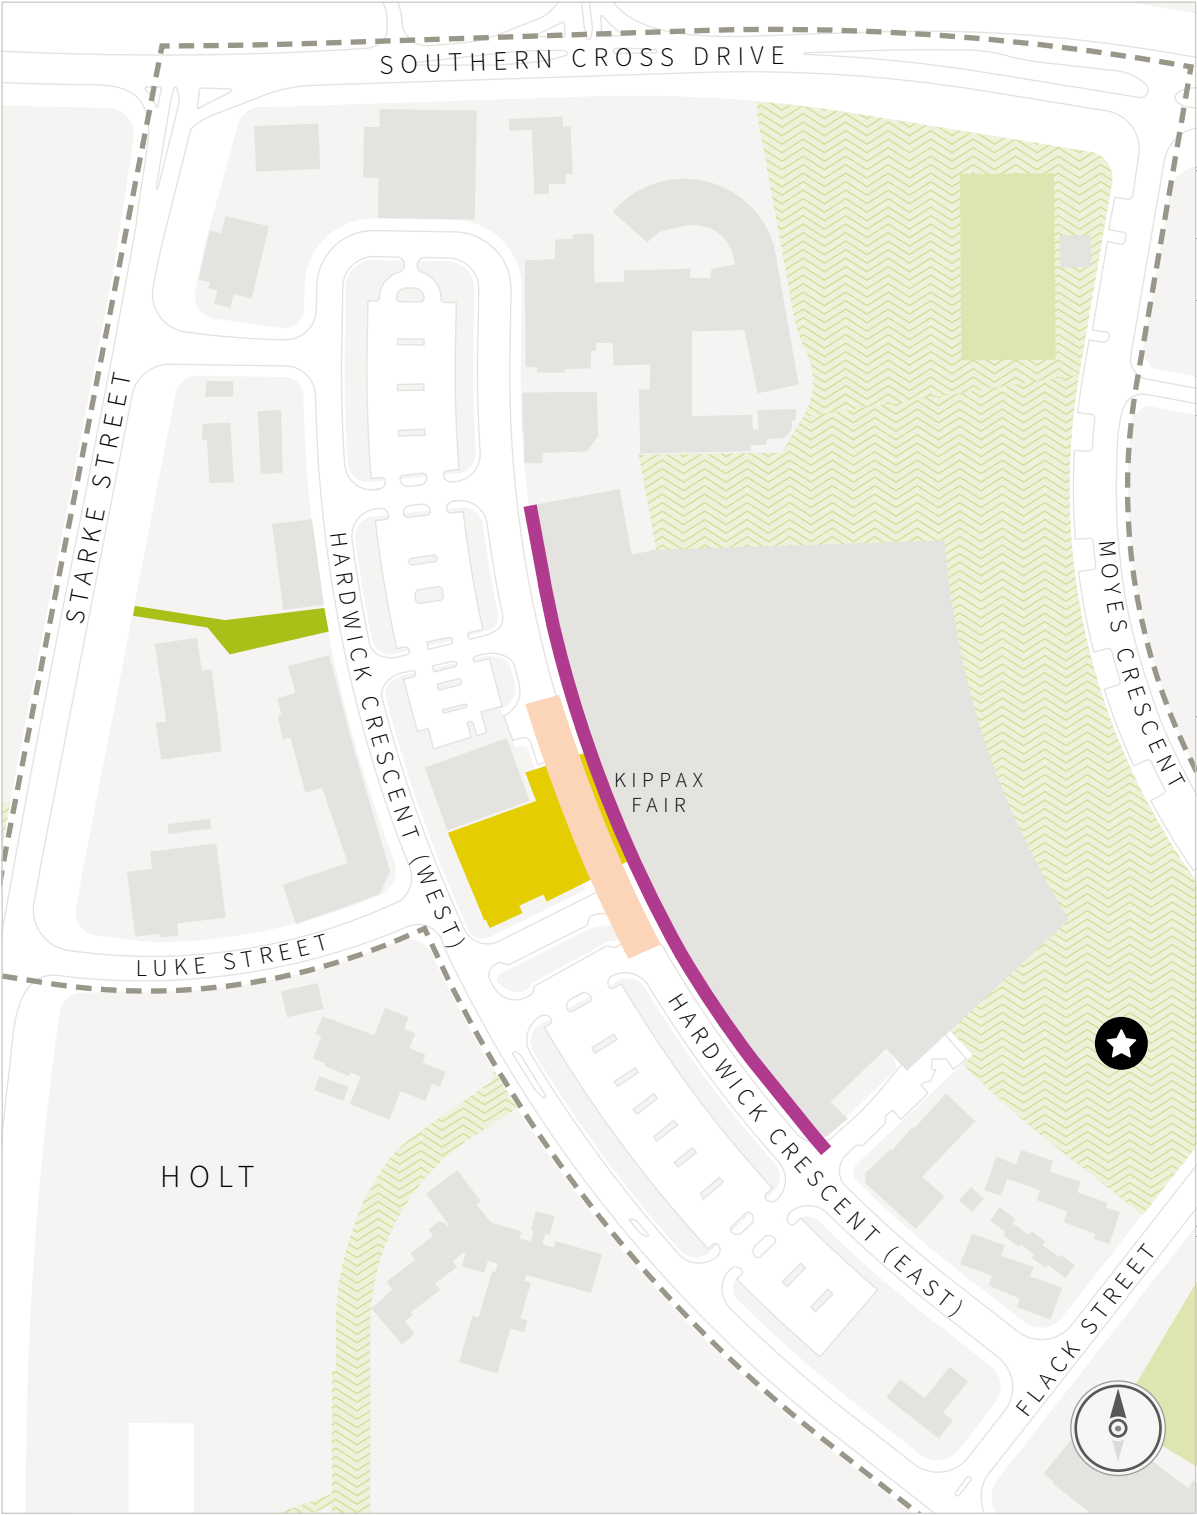 SOUTHERN CROSS DRIVE
STARKE STREET
HARDWICK CRESCENT (WEST)
MOYES CRESCENT
KIPPAX
FAIR
LUKE STREET
HARDWICK CRESCENT (EAST)
HOLT
FLACK STREET